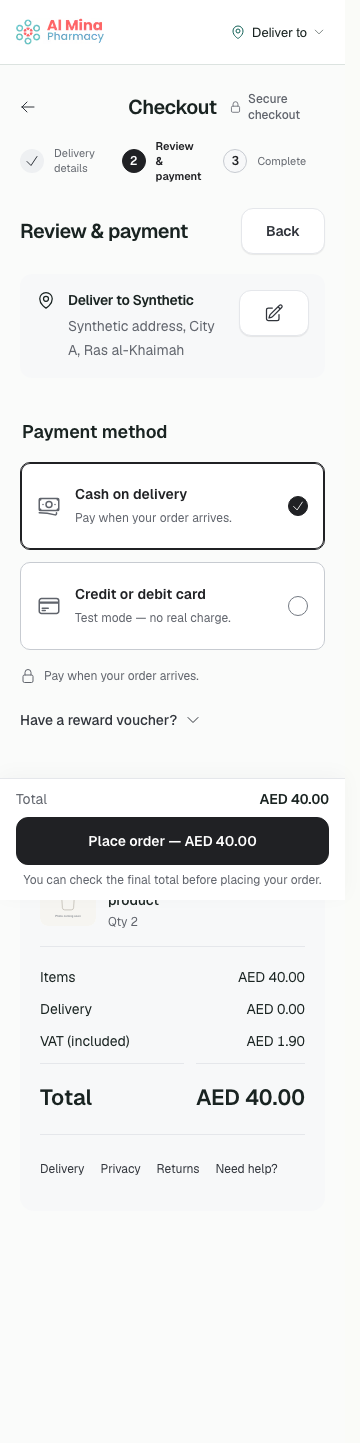 Al Mina
Pharmacy
Deliver to
Checkout
Secure
checkout
Delivery
details
2
Review
&
payment
3
Complete
Review & payment
Back
Deliver to Synthetic
Synthetic address, City
A, Ras al-Khaimah
Payment method
Cash on delivery
Pay when your order arrives.
Credit or debit card
Test mode — no real charge.
Pay when your order arrives.
Have a reward voucher?
Total AED 40.00
Place order — AED 40.00
You can check the final total before placing your order.
product
Qty 2
Items AED 40.00
Delivery AED 0.00
VAT (included) AED 1.90
Total AED 40.00
Delivery Privacy Returns Need help?